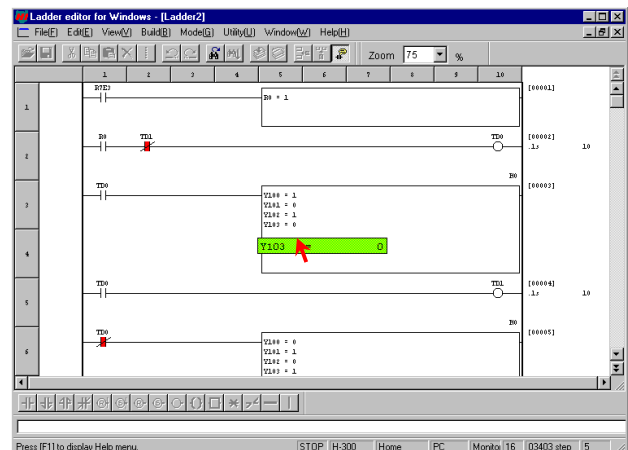 Ladder editor for Windows - [Ladder2]
File(F) Edit(E) View(V) Build(B) Mode(G) Utility(U) Window(W) Help(H)
Zoom 75 %
1 2 3 4 5 6 7 8 9 10
R7E3 [00001]
1 R0 = 1
R0 TD1 TD0 [00002]
2 .1s 10
R0
TD0 [00003]
3 Y100 = 1
Y101 = 0
Y102 = 1
Y103 = 0
4 Y103 = 0
TD0 TD1 [00004]
5 .1s 10
R0
TD0 [00005]
6 Y100 = 0
Y101 = 1
Y102 = 0
Y103 = 1
Press [F1] to display Help menu. STOP H-300 Home PC Monitor 16 03403 step 5